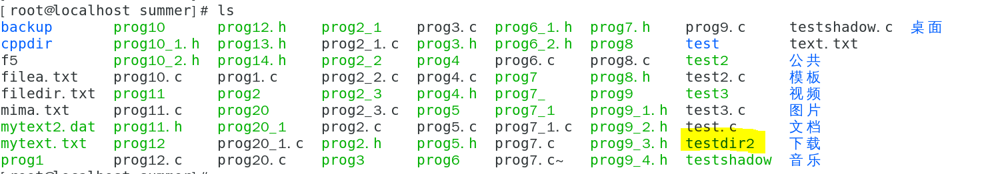 [root@localhost summer]# ls
backup prog10 prog12.h prog2_1 prog3.c prog6_1.h prog7.h prog9.c testshadow.c 桌面
cppdir prog10_1.h prog13.h prog2_1.c prog3.h prog6_2.h prog8 test text.txt
f5 prog10_2.h prog14.h prog2_2 prog4 prog6.c prog8.c test2 公共
filea.txt prog10.c prog1.c prog2_2.c prog4.c prog7 prog8.h test2.c 模板
filedir.txt prog11 prog2 prog2_3 prog4.h prog7_ prog9 test3 视频
mima.txt prog11.c prog20 prog2_3.c prog5 prog7_1 prog9_1.h test3.c 图片
mytext2.dat prog11.h prog20_1 prog2.c prog5.c prog7_1.c prog9_2.h test.c 文档
mytext.txt prog12 prog20_1.c prog2.h prog5.h prog7.c prog9_3.h testdir2 下载
prog1 prog12.c prog20.c prog3 prog6 prog7.c~ prog9_4.h testshadow 音乐